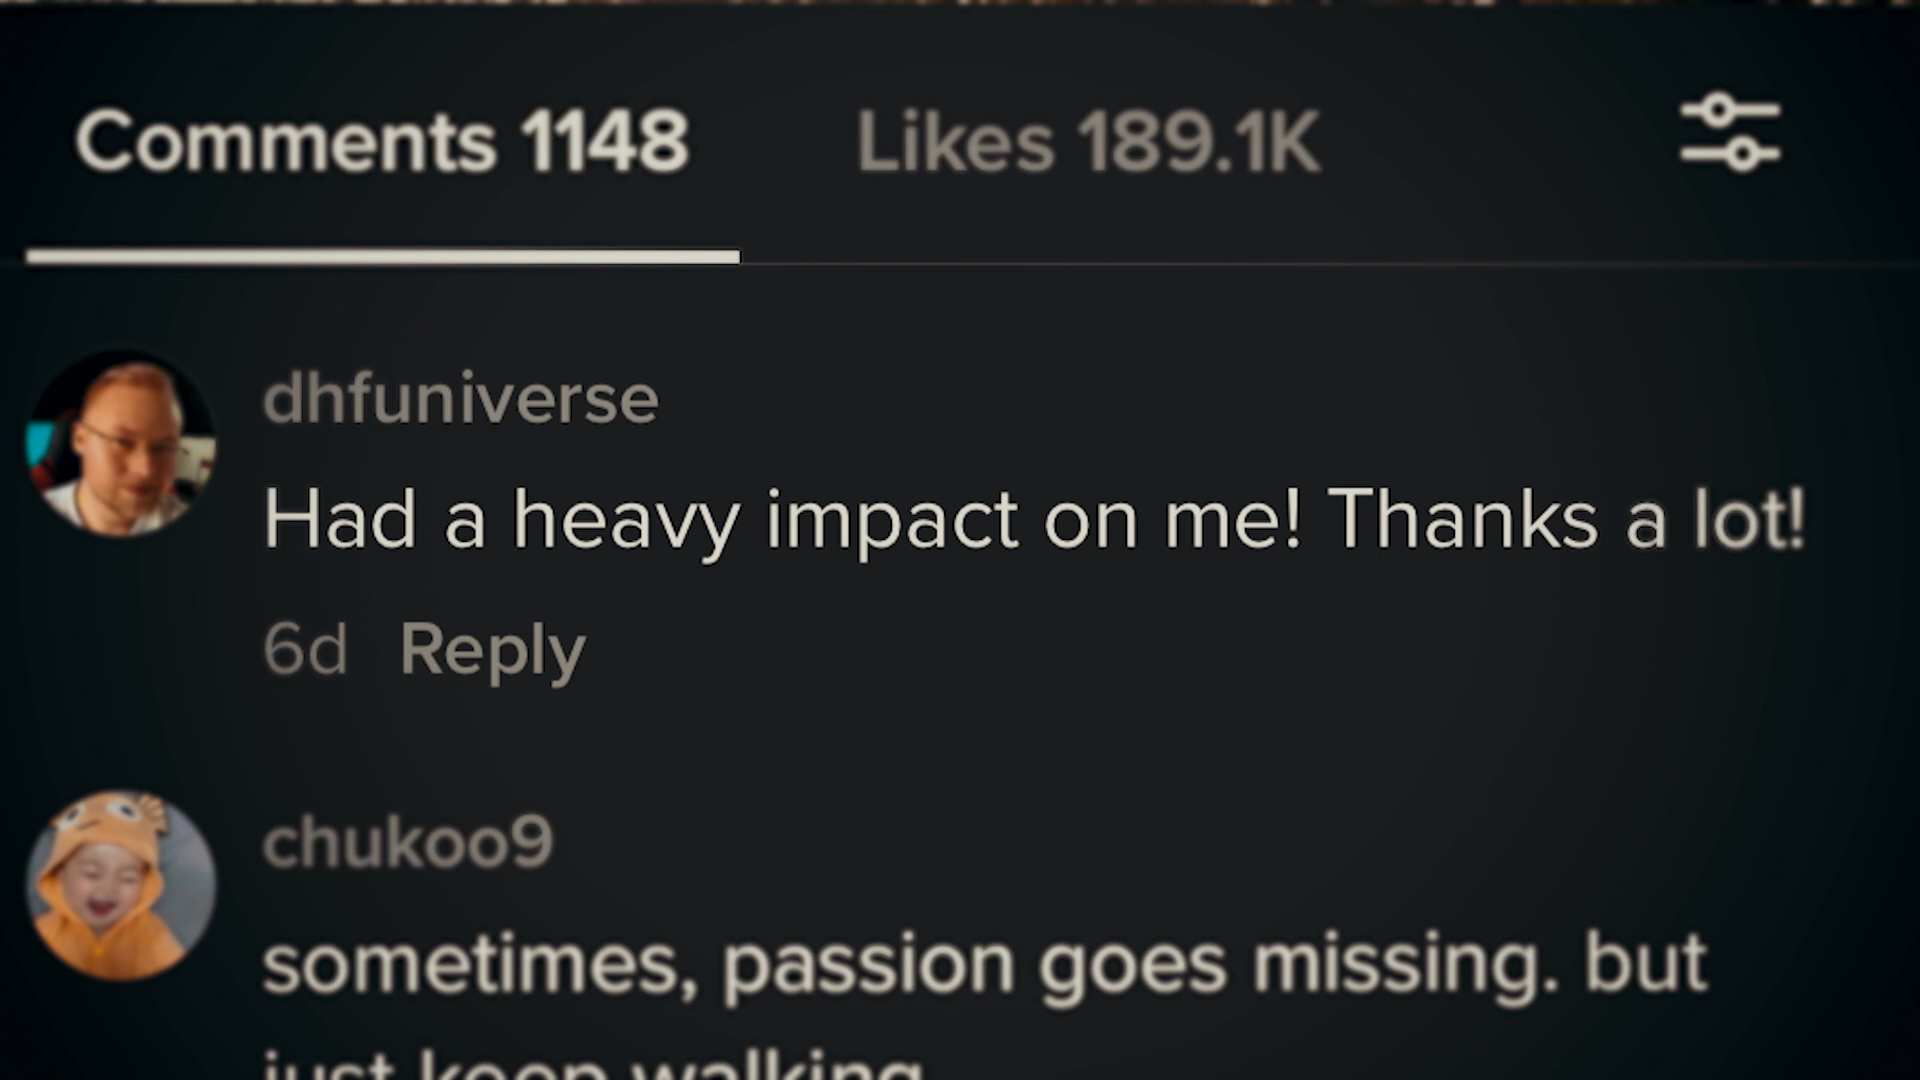 Comments 1148 Likes 189.1K
dhfuniverse
Had a heavy impact on me! Thanks a lot!
6d Reply
chukoo9
sometimes, passion goes missing. but
just keep walking